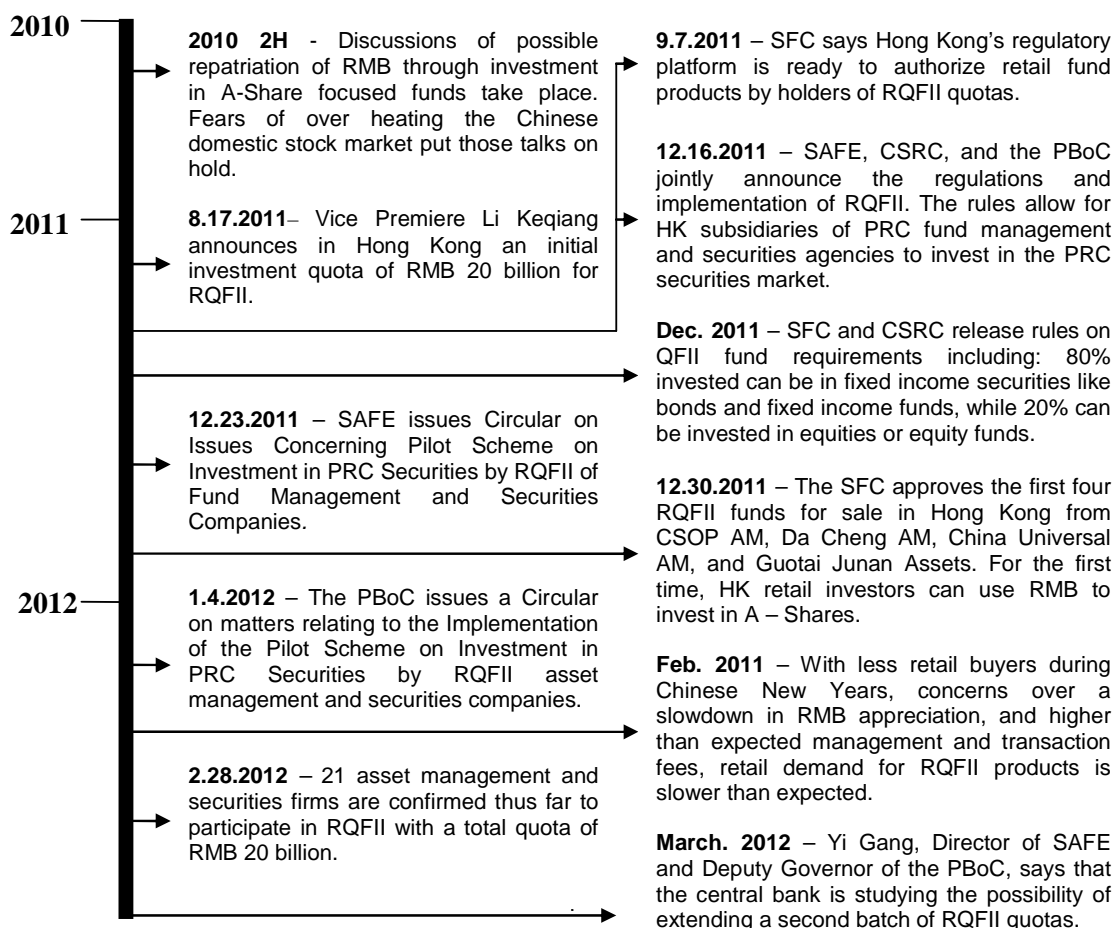 2010
2010 2H - Discussions of possible
repatriation of RMB through investment
in A-Share focused funds take place.
Fears of over heating the Chinese
domestic stock market put those talks on
hold.
2011
8.17.2011– Vice Premiere Li Keqiang
announces in Hong Kong an initial
investment quota of RMB 20 billion for
RQFII.
12.23.2011 – SAFE issues Circular on
Issues Concerning Pilot Scheme on
Investment in PRC Securities by RQFII of
Fund Management and Securities
Companies.
2012
1.4.2012 – The PBoC issues a Circular
on matters relating to the Implementation
of the Pilot Scheme on Investment in
PRC Securities by RQFII asset
management and securities companies.
2.28.2012 – 21 asset management and
securities firms are confirmed thus far to
participate in RQFII with a total quota of
RMB 20 billion.
9.7.2011 – SFC says Hong Kong’s regulatory
platform is ready to authorize retail fund
products by holders of RQFII quotas.
12.16.2011 – SAFE, CSRC, and the PBoC
jointly announce the regulations and
implementation of RQFII. The rules allow for
HK subsidiaries of PRC fund management
and securities agencies to invest in the PRC
securities market.
Dec. 2011 – SFC and CSRC release rules on
QFII fund requirements including: 80%
invested can be in fixed income securities like
bonds and fixed income funds, while 20% can
be invested in equities or equity funds.
12.30.2011 – The SFC approves the first four
RQFII funds for sale in Hong Kong from
CSOP AM, Da Cheng AM, China Universal
AM, and Guotai Junan Assets. For the first
time, HK retail investors can use RMB to
invest in A – Shares.
Feb. 2011 – With less retail buyers during
Chinese New Years, concerns over a
slowdown in RMB appreciation, and higher
than expected management and transaction
fees, retail demand for RQFII products is
slower than expected.
March. 2012 – Yi Gang, Director of SAFE
and Deputy Governor of the PBoC, says that
the central bank is studying the possibility of
extending a second batch of RQFII quotas.